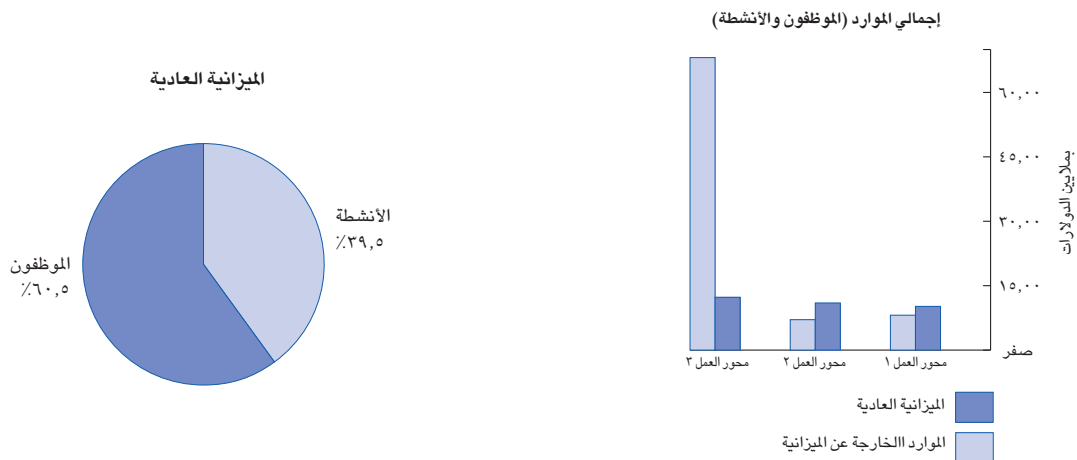 إجمالي الموارد (الموظفون والأنشطة)
٦٠,٠٠
٤٥,٠٠
٣٠,٠٠
١٥,٠٠
صفر
بملايين الدولارات
محور العمل ١
محور العمل ٢
محور العمل ٣
الميزانية العادية
الموارد االخارجة عن الميزانية
الميزانية العادية
الأنشطة
٣٩,٥٪
الموظفون
٦٠,٥٪